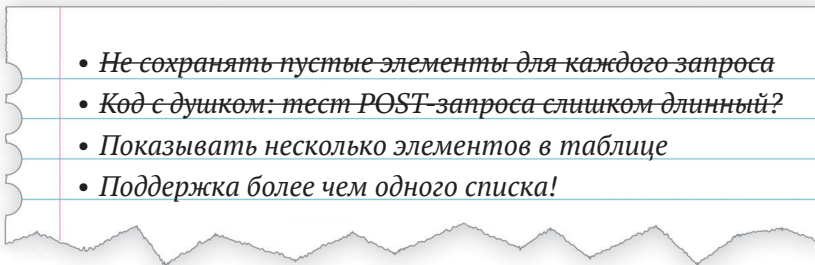 • Не сохранять пустые элементы для каждого запроса
• Код с душком: тест POST-запроса слишком длинный?
• Показывать несколько элементов в таблице
• Поддержка более чем одного списка!